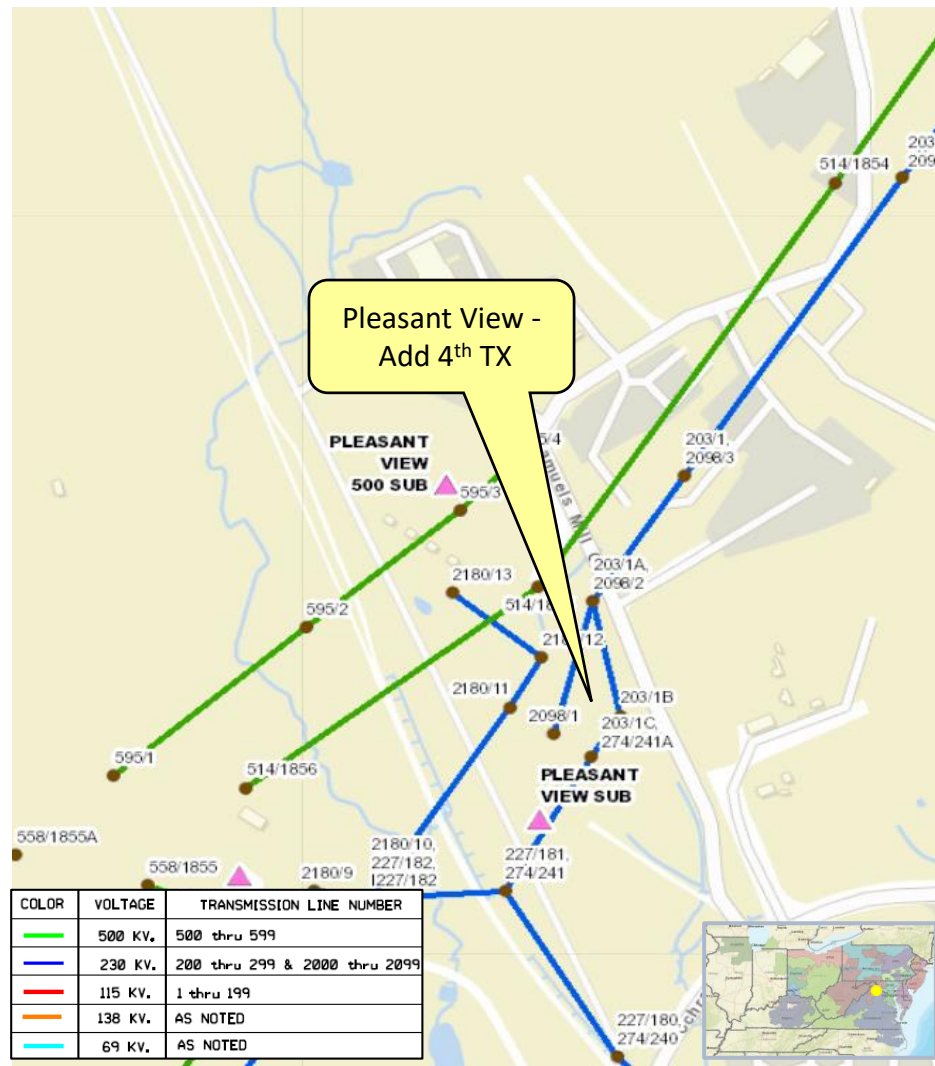 514/1854
203
209
Pleasant View -
Add 4th TX
PLEASANT
VIEW
500 SUB
595/3
5/4
amuels Mill
203/1,
2098/3
2180/13
203/1A,
2098/2
595/2
2180/11
2098/1
203/1B
203/1C,
274/241A
PLEASANT
VIEW SUB
595/1
514/1856
558/1855A
558/1855
2180/9
2180/10,
227/182,
I227/182
227/181,
274/241
227/180,
274/240
COLOR VOLTAGE TRANSMISSION LINE NUMBER
500 KV. 500 thru 599
230 KV. 200 thru 299 & 2000 thru 2099
115 KV. 1 thru 199
138 KV. AS NOTED
69 KV. AS NOTED